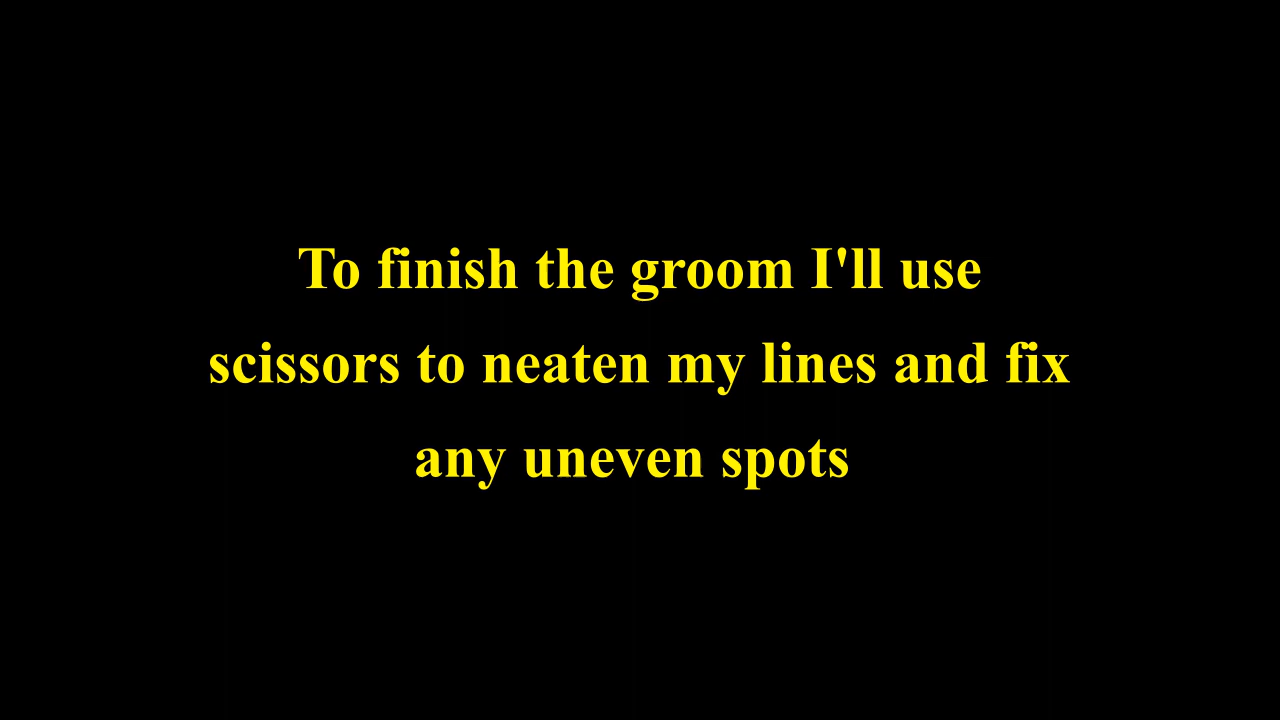 To finish the groom I'll use
scissors to neaten my lines and fix
any uneven spots